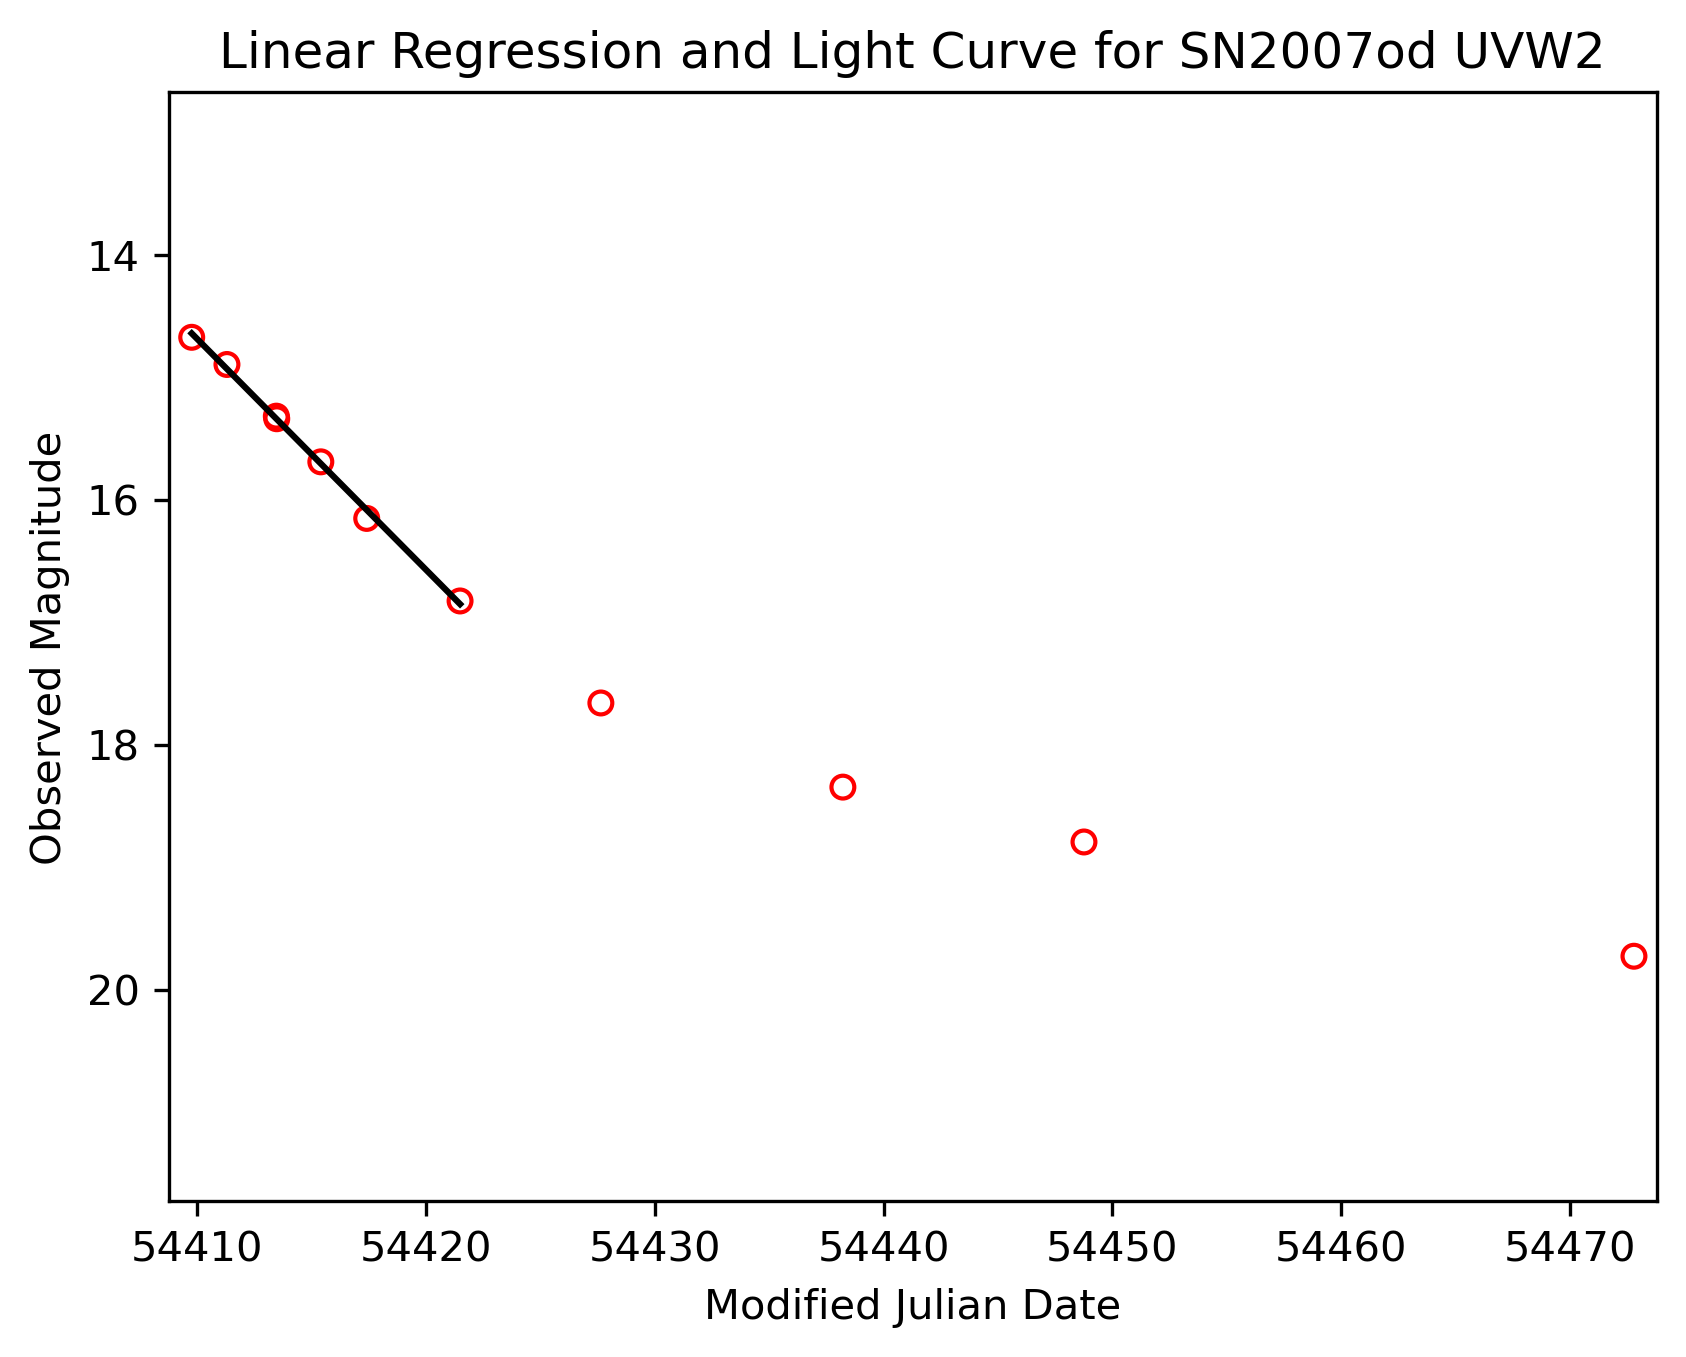 Linear Regression and Light Curve for SN2007od UVW2
Observed Magnitude
14
16
18
20
54410 54420 54430 54440 54450 54460 54470
Modified Julian Date